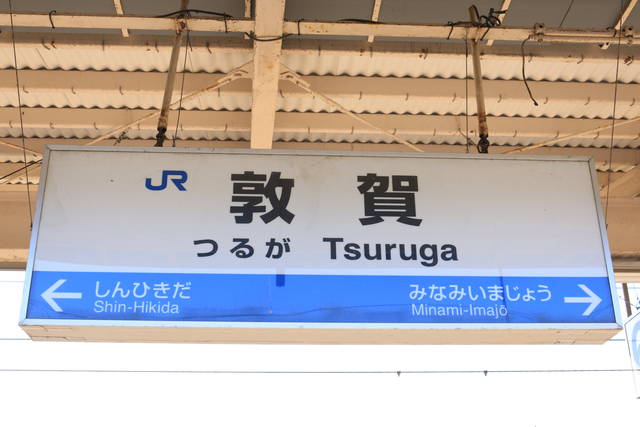 JR 敦賀
つるが Tsuruga
← しんひきだ みなみいまじょう →
Shin-Hikida Minami-Imajō